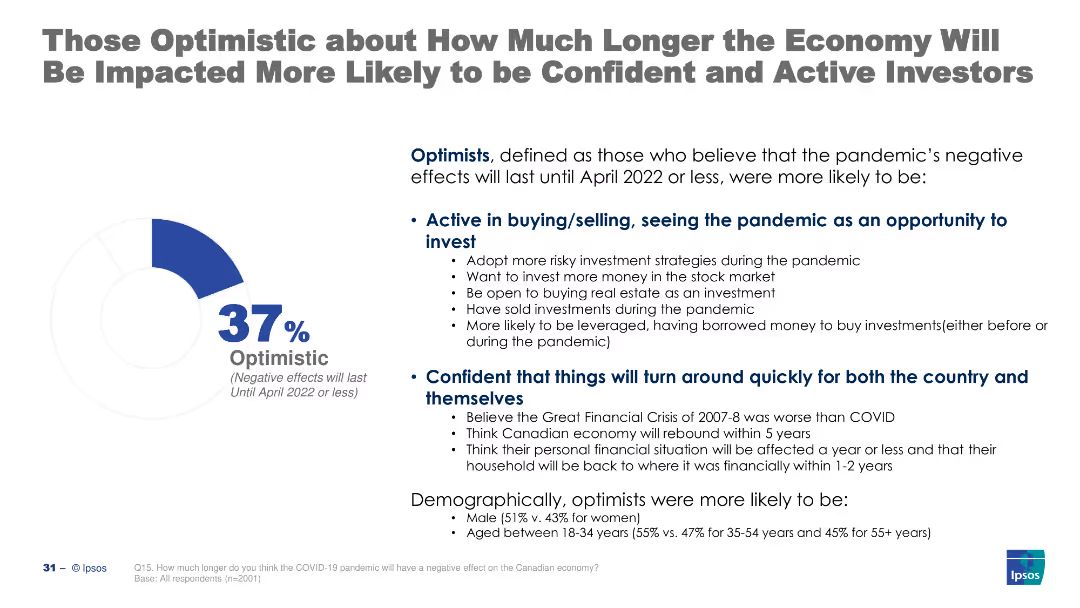 Those Optimistic about How Much Longer the Economy Will
Be Impacted More Likely to be Confident and Active Investors
Optimists, defined as those who believe that the pandemic's negative
effects will last until April 2022 or less, were more likely to be:
• Active in buying/selling, seeing the pandemic as an opportunity to
invest
• Adopt more risky investment strategies during the pandemic
• Want to invest more money in the stock market
• Be open to buying real estate as an investment
• Have sold investments during the pandemic
• More likely to be leveraged, having borrowed money to buy investments(either before or
during the pandemic)
37%
Optimistic
(Negative effects will last
Until April 2022 or less)
• Confident that things will turn around quickly for both the country and
themselves
• Believe the Great Financial Crisis of 2007-8 was worse than COVID
• Think Canadian economy will rebound within 5 years
• Think their personal financial situation will be affected a year or less and that their
household will be back to where it was financially within 1-2 years
Demographically, optimists were more likely to be:
• Male (51% v. 43% for women)
• Aged between 18-34 years (55% vs. 47% for 35-54 years and 45% for 55+ years)
31 – © Ipsos
Q15. How much longer do you think the COVID-19 pandemic will have a negative effect on the Canadian economy?
Base: All respondents (n=2001)
Ipsos